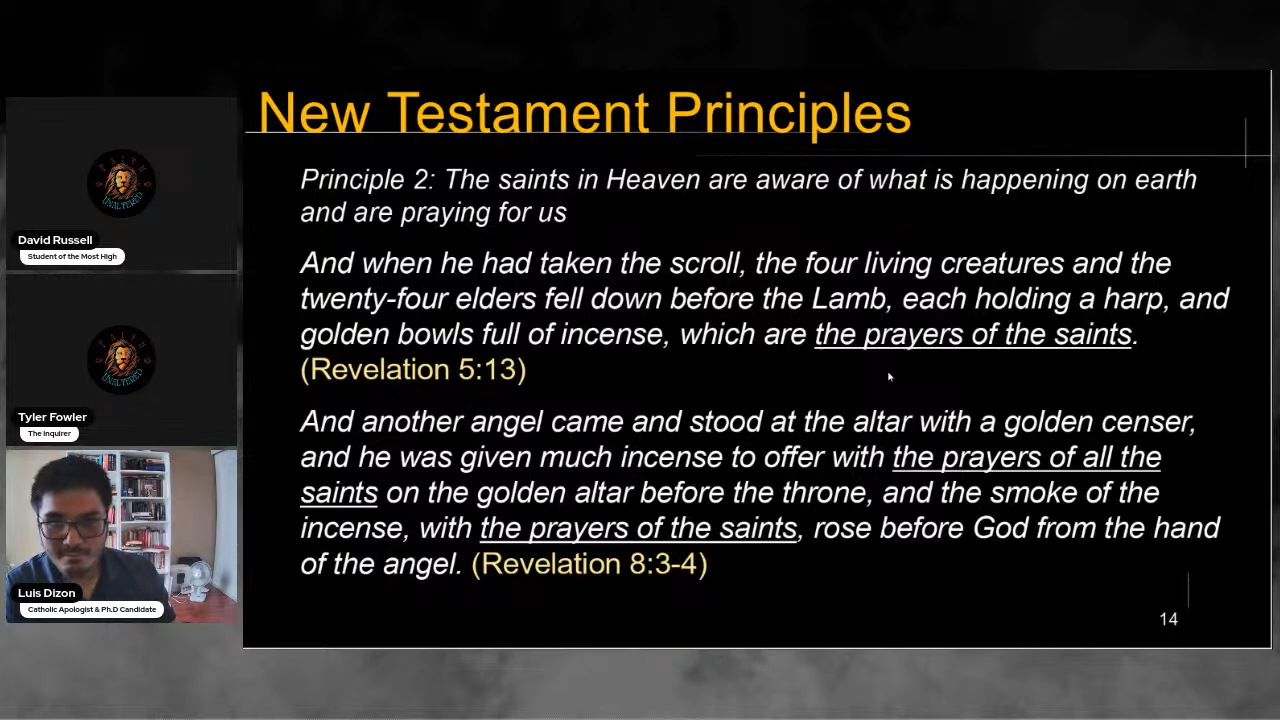 New Testament Principles
Principle 2: The saints in Heaven are aware of what is happening on earth
and are praying for us
And when he had taken the scroll, the four living creatures and the
twenty-four elders fell down before the Lamb, each holding a harp, and
golden bowls full of incense, which are the prayers of the saints.
(Revelation 5:13)
And another angel came and stood at the altar with a golden censer,
and he was given much incense to offer with the prayers of all the
saints on the golden altar before the throne, and the smoke of the
incense, with the prayers of the saints, rose before God from the hand
of the angel. (Revelation 8:3-4)
14
FAITH
UNALTERED
David Russell
Student of the Most High
FAITH
UNALTERED
Tyler Fowler
The Inquirer
Luis Dizon
Catholic Apologist & Ph.D Candidate